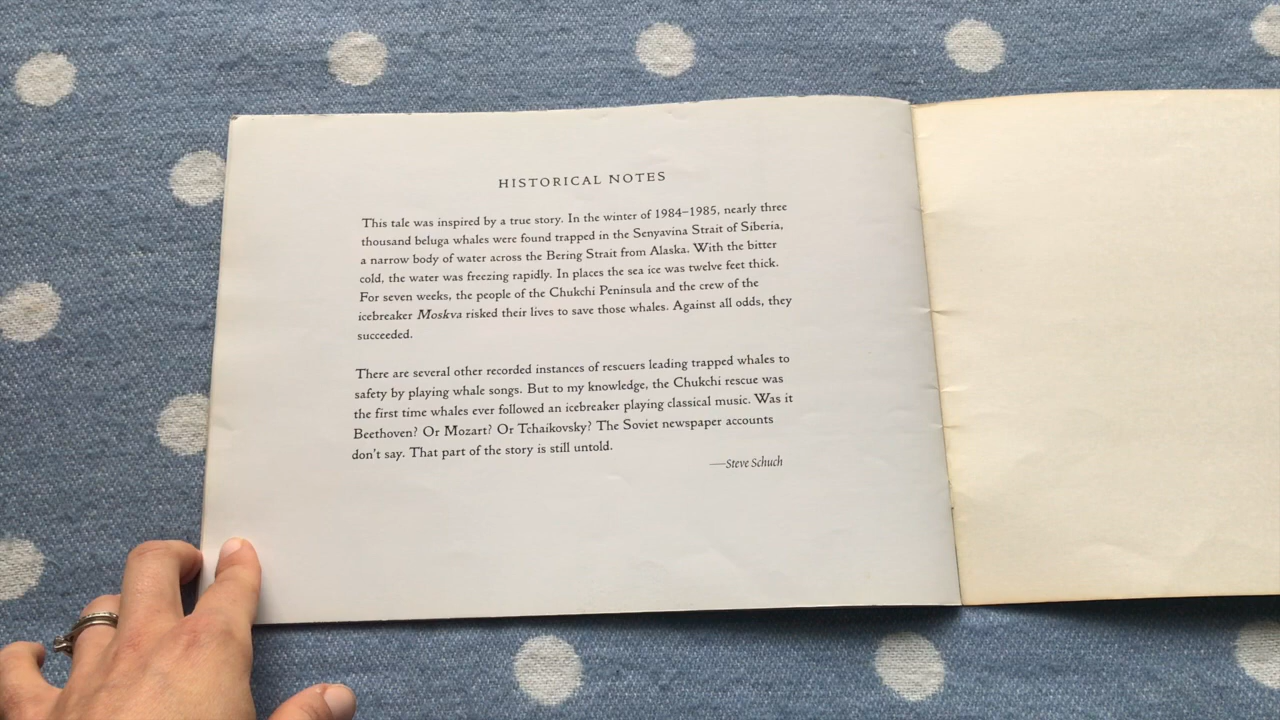 HISTORICAL NOTES
This tale was inspired by a true story. In the winter of 1984–1985, nearly three
thousand beluga whales were found trapped in the Senyavina Strait of Siberia,
a narrow body of water across the Bering Strait from Alaska. With the bitter
cold, the water was freezing rapidly. In places the sea ice was twelve feet thick.
For seven weeks, the people of the Chukchi Peninsula and the crew of the
icebreaker Moskva risked their lives to save those whales. Against all odds, they
succeeded.
There are several other recorded instances of rescuers leading trapped whales to
safety by playing whale songs. But to my knowledge, the Chukchi rescue was
the first time whales ever followed an icebreaker playing classical music. Was it
Beethoven? Or Mozart? Or Tchaikovsky? The Soviet newspaper accounts
don't say. That part of the story is still untold.
—Steve Schuch